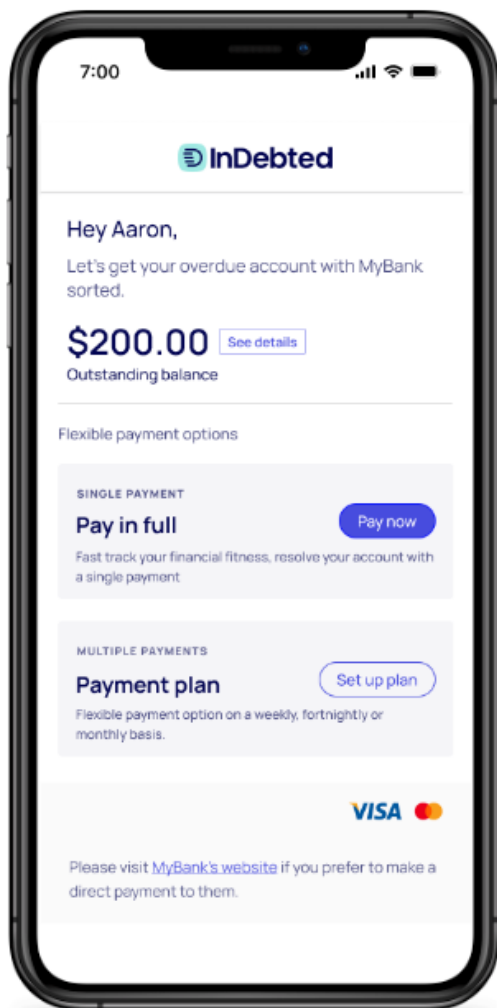 7:00
InDebted
Hey Aaron,
Let's get your overdue account with MyBank
sorted.
$200.00 See details
Outstanding balance
Flexible payment options
SINGLE PAYMENT
Pay in full Pay now
Fast track your financial fitness, resolve your account with
a single payment
MULTIPLE PAYMENTS
Payment plan Set up plan
Flexible payment option on a weekly, fortnightly or
monthly basis.
VISA
Please visit MyBank's website if you prefer to make a
direct payment to them.